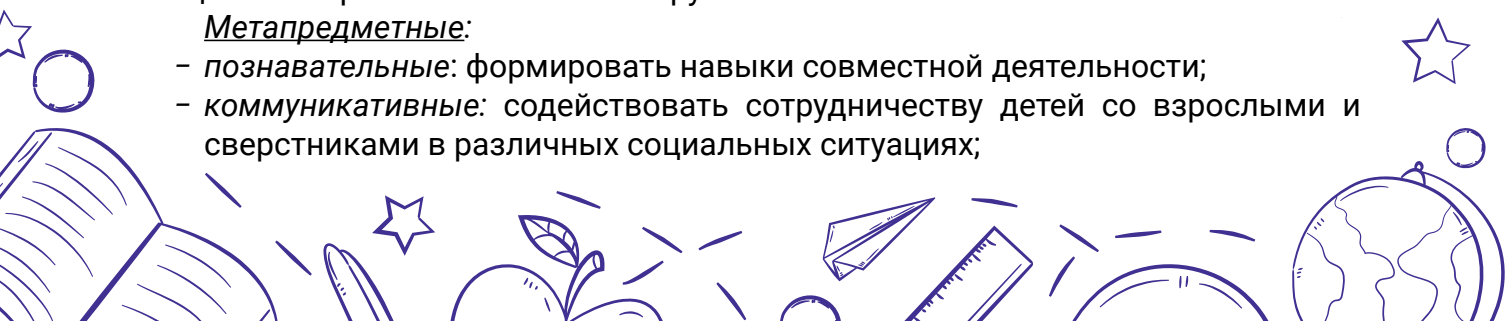 Метапредметные:
− познавательные: формировать навыки совместной деятельности;
− коммуникативные: содействовать сотрудничеству детей со взрослыми и
сверстниками в различных социальных ситуациях;